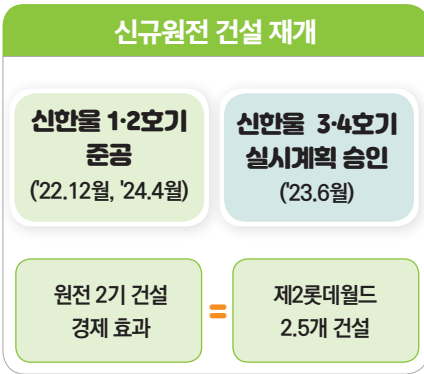 신규원전 건설 재개
신한울 1·2호기
준공
('22.12월, '24.4월)
신한울 3·4호기
실시계획 승인
('23.6월)
원전 2기 건설
경제 효과
=
제2롯데월드
2.5개 건설